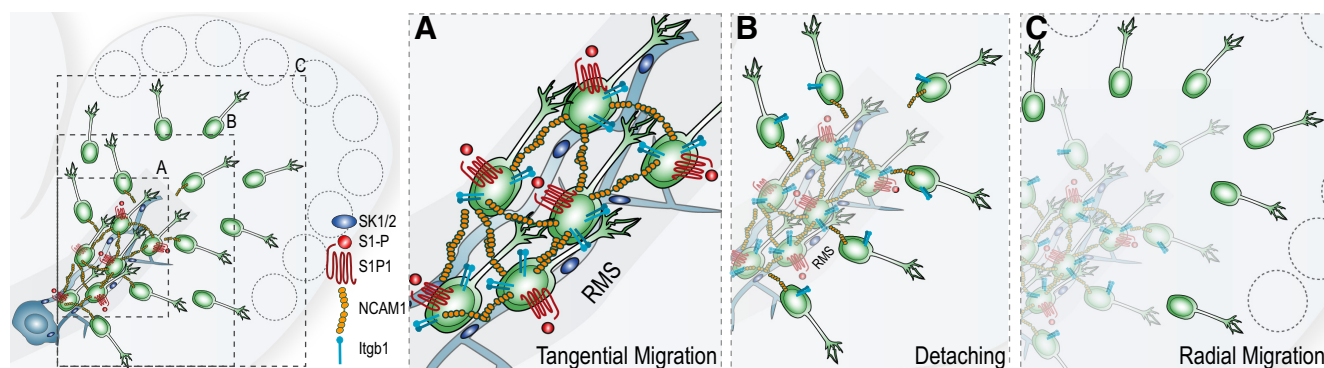 C
B
A
SK1/2
S1-P
S1P1
NCAM1
Itgb1
A
RMS
Tangential Migration
B
RMS
Detaching
C
Radial Migration